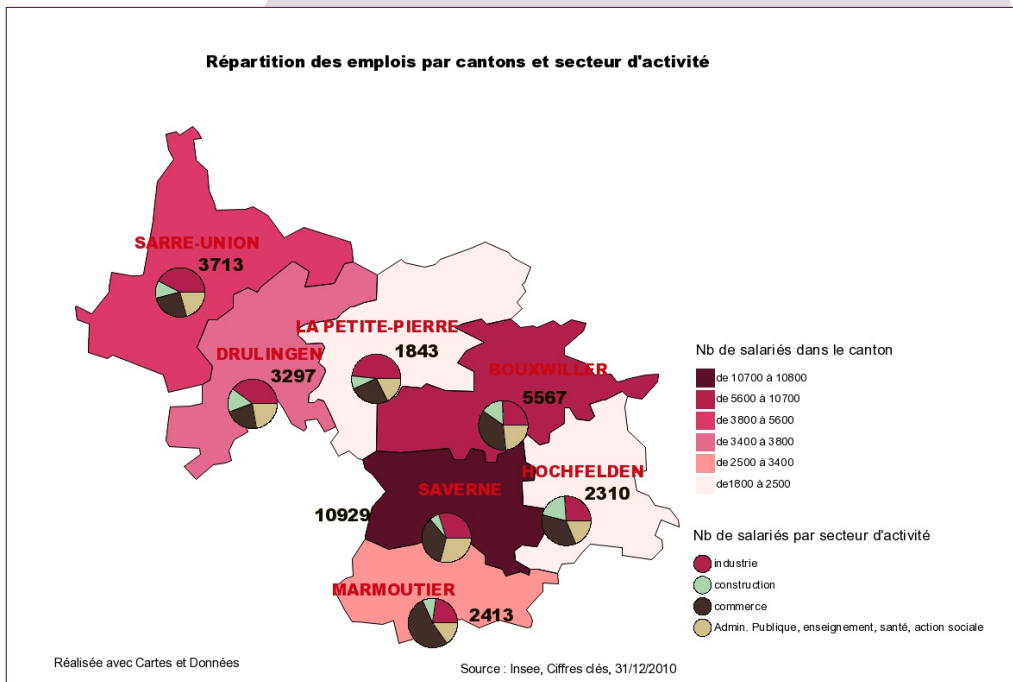 Répartition des emplois par cantons et secteur d'activité
SARRE-UNION
3713
LA PETITE-PIERRE
1843
DRULINGEN
3297
BOUXWILLER
5567
HOCHFELDEN
2310
SAVERNE
10929
MARMOUTIER
2413
Nb de salariés dans le canton
de 10700 à 10800
de 5600 à 10700
de 3800 à 5600
de 3400 à 3800
de 2500 à 3400
de1800 à 2500
Nb de salariés par secteur d'activité
industrie
construction
commerce
Admin. Publique, enseignement, santé, action sociale
Réalisée avec Cartes et Données
Source : Insee, Ciffres clés, 31/12/2010